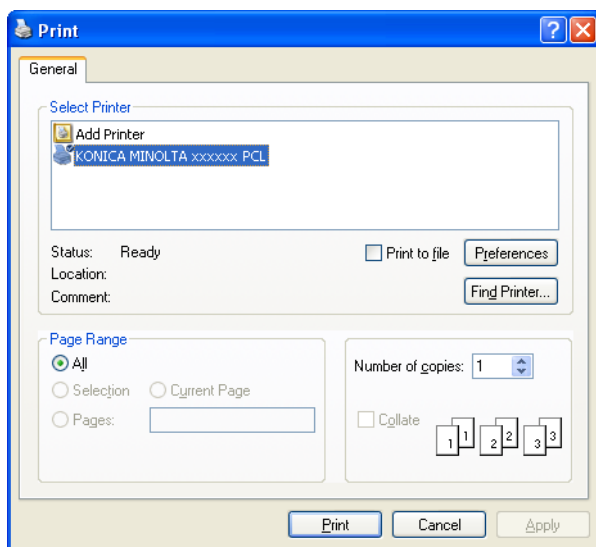 Print
General
Select Printer
Add Printer
KONICA MINOLTA xxxxxx PCL
Status: Ready
Location:
Comment:
Print to file
Preferences
Find Printer...
Page Range
All
Selection
Current Page
Pages:
Number of copies: 1
Collate
1 1 2 2 3 3
Print
Cancel
Apply